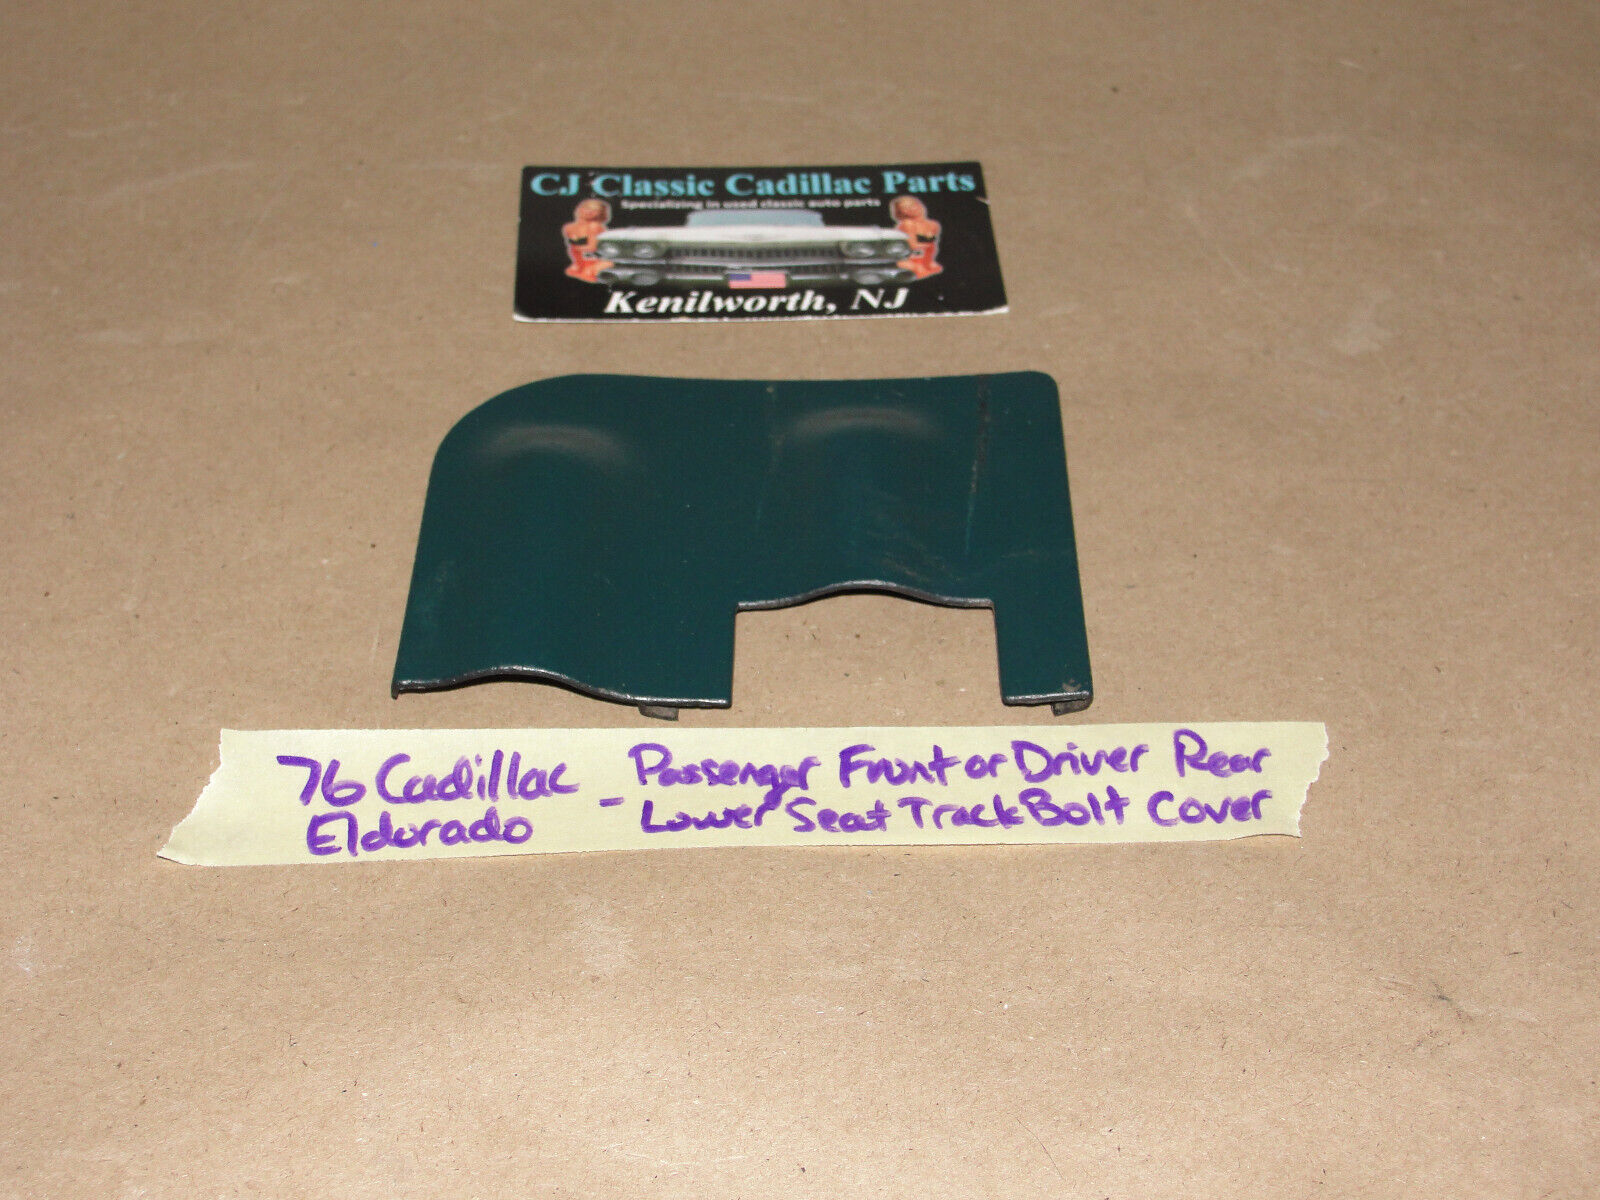 CJ Classic Cadillac Parts
Specializing in used classic auto parts
Kenilworth, NJ
76 Cadillac - Passenger Front or Driver Rear
Eldorado - Lower Seat Track Bolt Cover